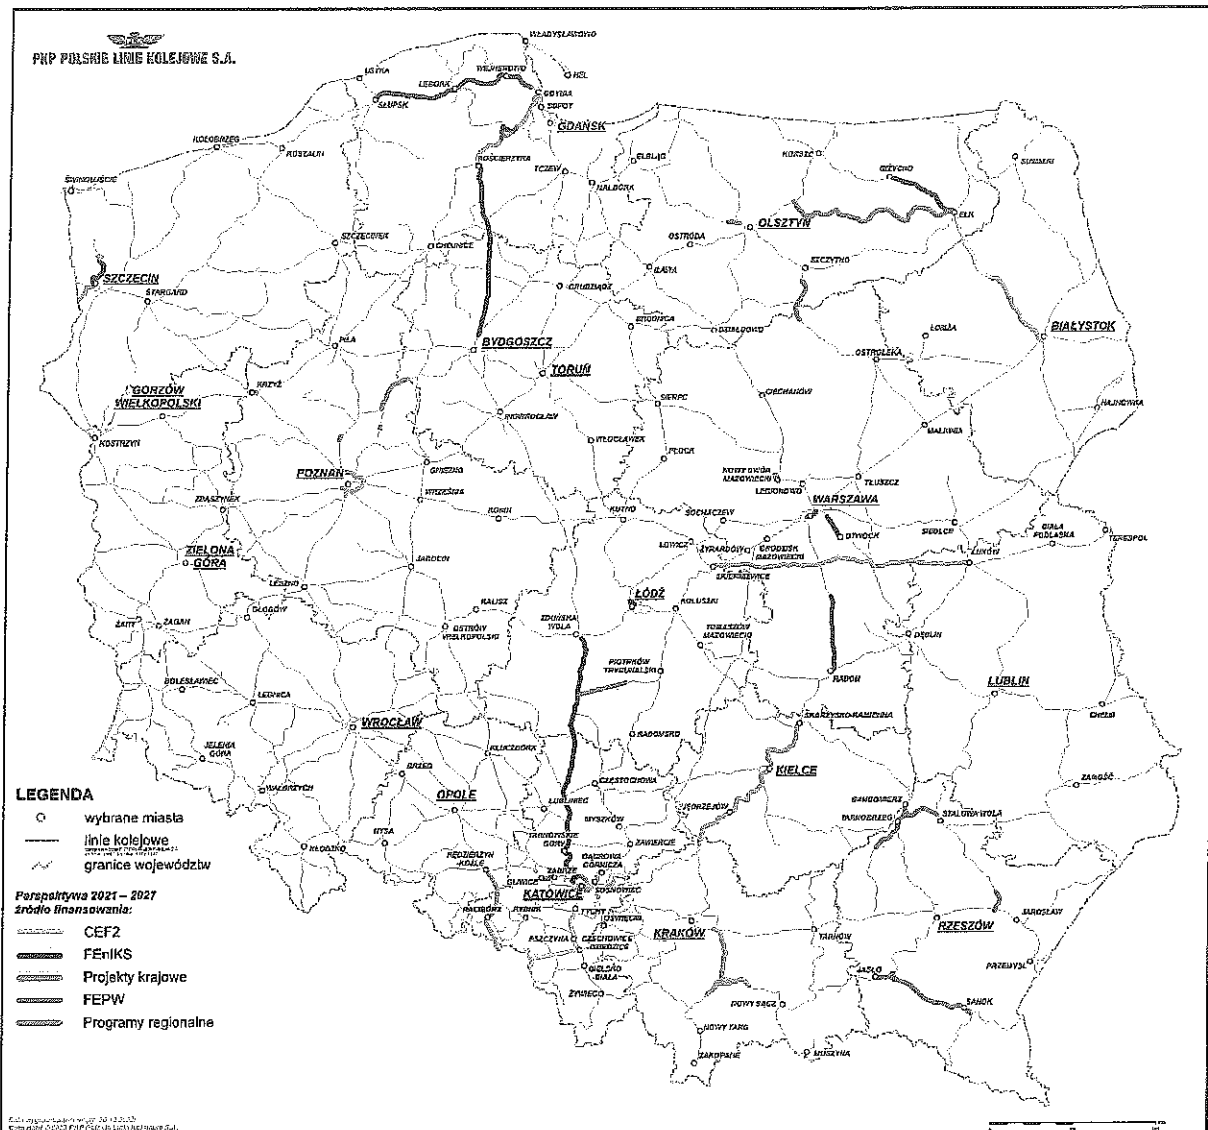 PKP POLSKIE LINIE KOLEJOWE S.A.
WŁADYSŁAWOWO
HEL
USTKA
LĘBORK
WEJHEROWO
GDYNIA
SOPOT
SŁUPSK
GDAŃSK
KOŁOBRZEG
KOSZALIN
KOŚCIERZYNA
TCZEW
ELBLĄG
MALBORK
KORSZE
GIŻYCKO
SUWAŁKI
ŚWINOUJŚCIE
EŁK
OLSZTYN
SZCZECINEK
CHOJNICE
OSTRÓDA
IŁAWA
SZCZYTNO
SZCZECIN
STARGARD
GRUDZIĄDZ
BRODNICA
DZIAŁDOWO
ŁOMŻA
BIAŁYSTOK
PIŁA
BYDGOSZCZ
OSTROŁĘKA
TORUŃ
GORZÓW
WIELKOPOLSKI
KRZYŻ
CIECHANÓW
SIERPC
HAJNÓWKA
INOWROCŁAW
KOSTRZYN
WŁOCŁAWEK
MAŁKINIA
PŁOCK
GNIEZNO
POZNAŃ
NOWY DWÓR
MAZOWIECKI
LEGIONOWO
TŁUSZCZ
WRZEŚNIA
ZBĄSZYNEK
WARSZAWA
KONIN
KUTNO
SOCHACZEW
SIEDLCE
BIAŁA
PODLASKA
TERESPOL
OTWOCK
ŁOWICZ
ŻYRARDÓW
GRODZISK
MAZOWIECKI
ŁUKÓW
ZIELONA
GÓRA
JAROCIN
SKIERNIEWICE
LESZNO
ŁÓDŹ
KOLUSZKI
GŁOGÓW
KALISZ
ŻARY
ŻAGAŃ
OSTRÓW
WIELKOPOLSKI
ZDUŃSKA
WOLA
TOMASZÓW
MAZOWIECKI
DĘBLIN
PIOTRKÓW
TRYBUNALSKI
RADOM
BOLESŁAWIEC
LEGNICA
LUBLIN
CHEŁM
WROCŁAW
SKARŻYSKO-KAMIENNA
RADOMSKO
JELENIA
GÓRA
KLUCZBORK
BRZEG
KIELCE
CZĘSTOCHOWA
ZAMOŚĆ
LEGENDA
WAŁBRZYCH
OPOLE
LUBLINIEC
JĘDRZEJÓW
SANDOMIERZ
wybrane miasta
MYSZKÓW
TARNOBRZEG
STALOWA WOLA
linie kolejowe
NYSA
TARNOWSKIE
GÓRY
ZAWIERCIE
granice województw
KŁODZKO
KĘDZIERZYN
-KOŹLE
DĄBROWA
GÓRNICZA
ZABRZE
GLIWICE
KATOWICE
SOSNOWIEC
Perspektywa 2021 – 2027
źródło finansowania:
RACIBÓRZ
RYBNIK
TYCHY
OŚWIĘCIM
KRAKÓW
RZESZÓW
JAROSŁAW
CEF2
TARNÓW
PSZCZYNA
CZECHOWICE
-DZIEDZICE
FEnIKS
BIELSKO
-BIAŁA
PRZEMYŚL
Projekty krajowe
JASŁO
ŻYWIEC
FEPW
NOWY SĄCZ
SANOK
Programy regionalne
NOWY TARG
ZAKOPANE
MUSZYNA